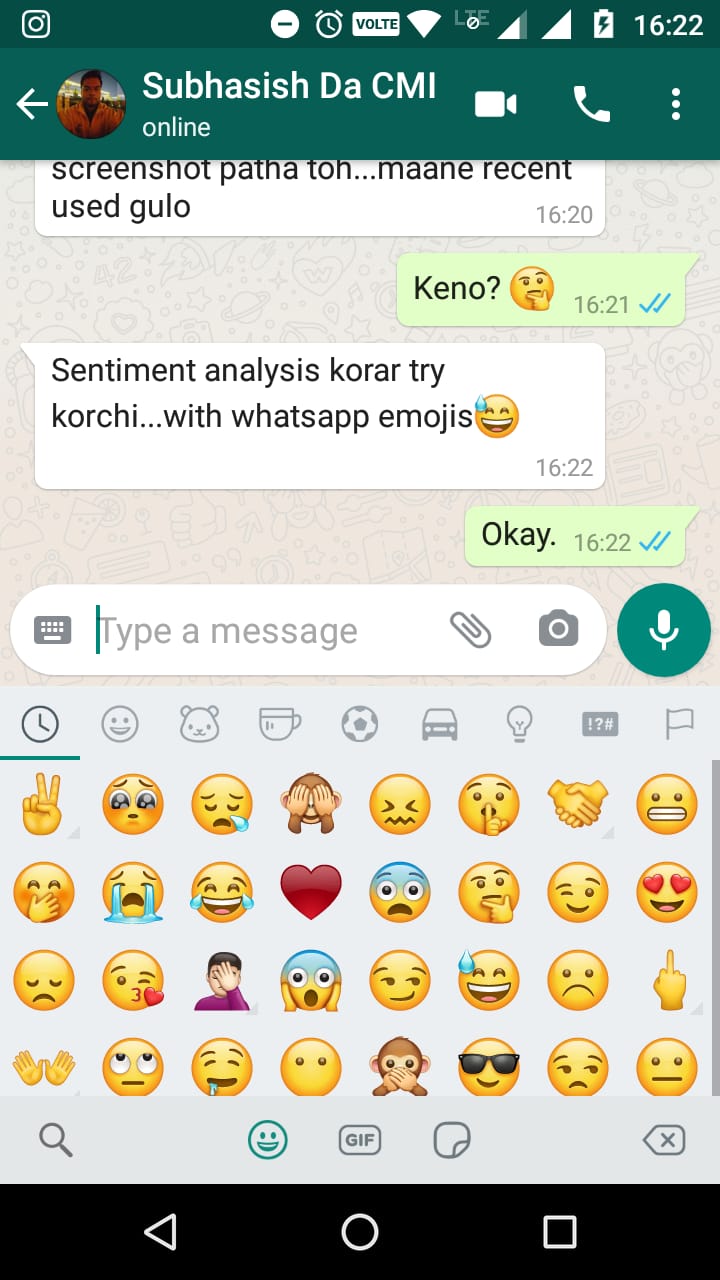 VOLTE LTE 16:22
Subhasish Da CMI
online
screenshot patha toh...maane recent
used gulo
16:20
Keno? 🤔 16:21
Sentiment analysis korar try
korchi...with whatsapp emojis😅
16:22
Okay. 16:22
Type a message
!?#
GIF